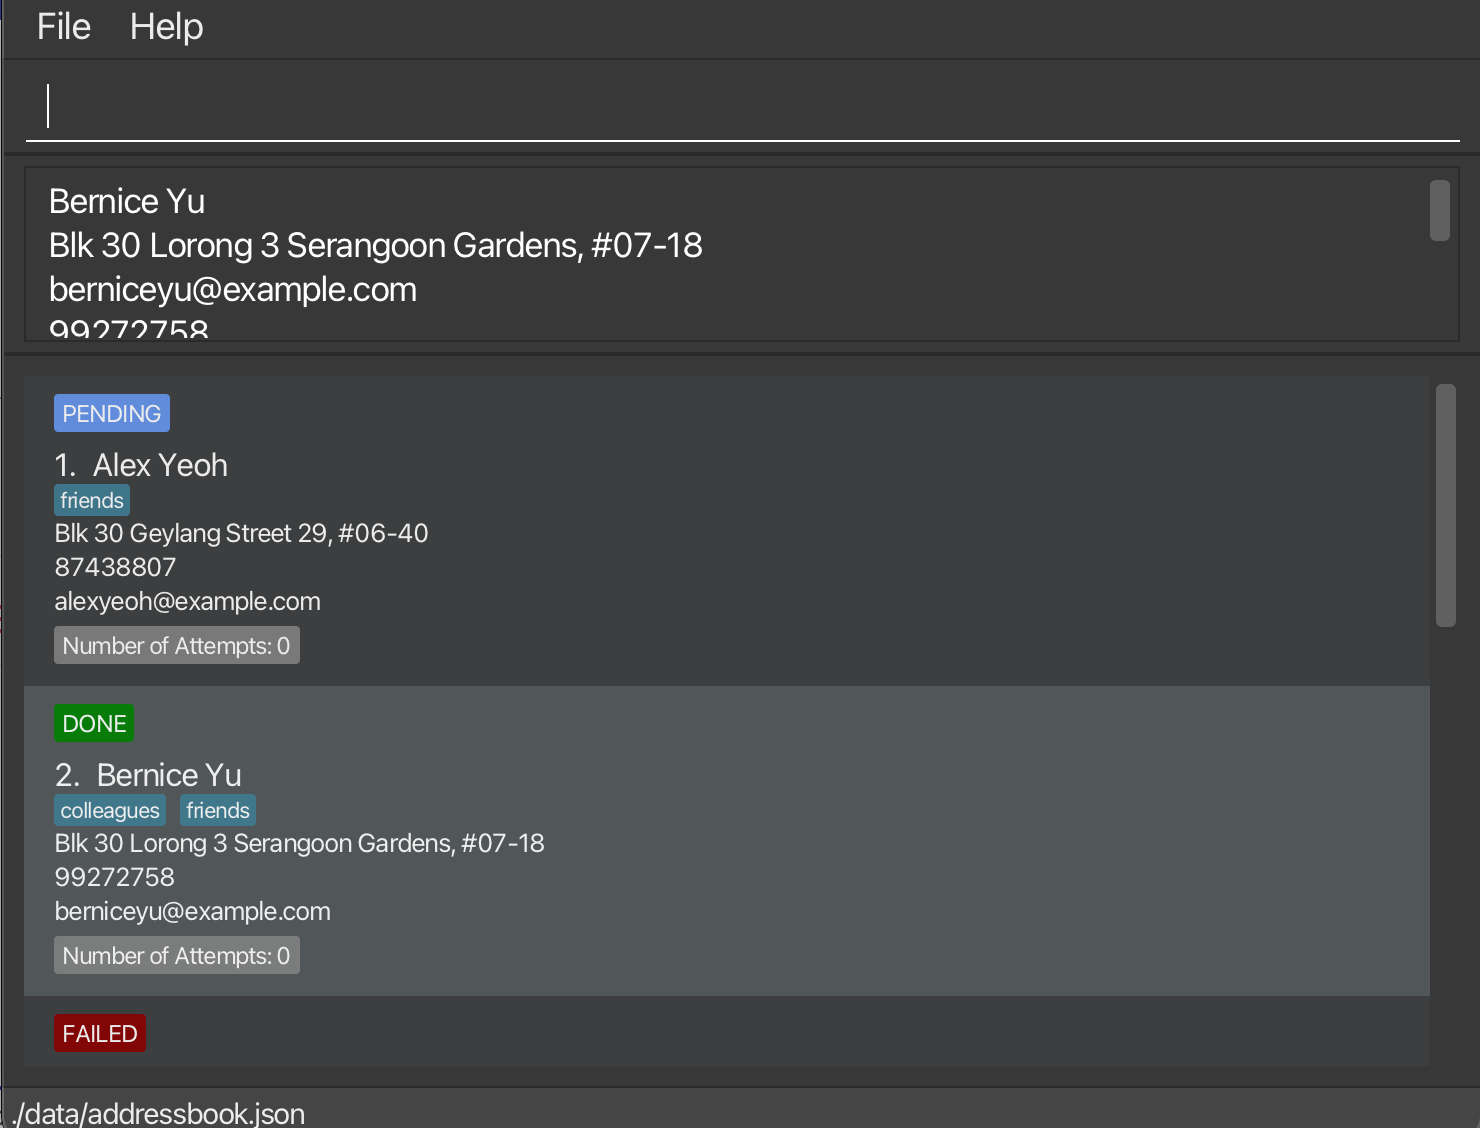 File Help
Bernice Yu
Blk 30 Lorong 3 Serangoon Gardens, #07-18
berniceyu@example.com
99272758
PENDING
1. Alex Yeoh
friends
Blk 30 Geylang Street 29, #06-40
87438807
alexyeoh@example.com
Number of Attempts: 0
DONE
2. Bernice Yu
colleagues friends
Blk 30 Lorong 3 Serangoon Gardens, #07-18
99272758
berniceyu@example.com
Number of Attempts: 0
FAILED
./data/addressbook.json